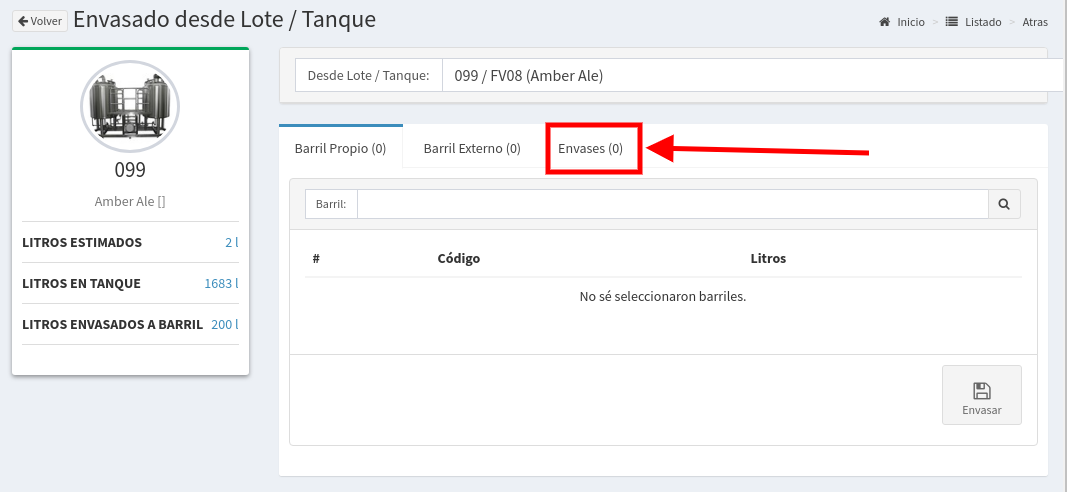 Volver Envasado desde Lote / Tanque
Inicio > Listado > Atras
099
Amber Ale []
LITROS ESTIMADOS 2 l
LITROS EN TANQUE 1683 l
LITROS ENVASADOS A BARRIL 200 l
Desde Lote / Tanque: 099 / FV08 (Amber Ale)
Barril Propio (0) Barril Externo (0) Envases (0)
Barril:
# Código Litros
No sé seleccionaron barriles.
Envasar